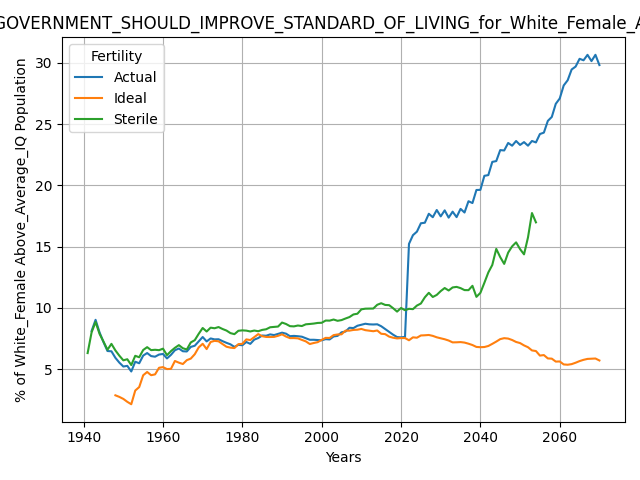 GOVERNMENT_SHOULD_IMPROVE_STANDARD_OF_LIVING_for_White_Female_A
Fertility
Actual
Ideal
Sterile
% of White_Female Above_Average_IQ Population
30
25
20
15
10
5
1940 1960 1980 2000 2020 2040 2060
Years